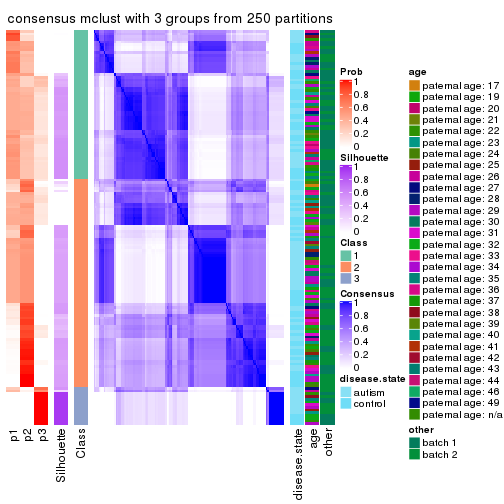 consensus mclust with 3 groups from 250 partitions
Prob
1
0.8
0.6
0.4
0.2
0
Silhouette
1
0.8
0.6
0.4
0.2
0
Class
1
2
3
Consensus
1
0.8
0.6
0.4
0.2
0
disease.state
autism
control
age
paternal age: 17
paternal age: 19
paternal age: 20
paternal age: 21
paternal age: 22
paternal age: 23
paternal age: 24
paternal age: 25
paternal age: 26
paternal age: 27
paternal age: 28
paternal age: 29
paternal age: 30
paternal age: 31
paternal age: 32
paternal age: 33
paternal age: 34
paternal age: 35
paternal age: 36
paternal age: 37
paternal age: 38
paternal age: 39
paternal age: 40
paternal age: 41
paternal age: 42
paternal age: 43
paternal age: 44
paternal age: 46
paternal age: 49
paternal age: n/a
other
batch 1
batch 2
p1
p2
p3
Silhouette
Class
disease.state
age
other